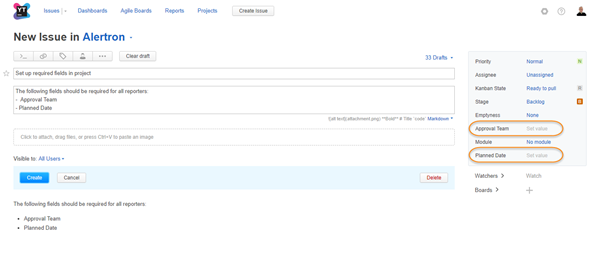 YT
Issues
Dashboards
Agile Boards
Reports
Projects
Create issue
New Issue in Alertron
Clear draft
33 Drafts
Set up required fields in project
The following fields should be required for all reporters:
- Approval Team
- Planned Date
![alt text](attachment.png) **Bold** # Title `code` Markdown
Click to attach, drag files, or press Ctrl+V to paste an image
Visible to: All Users
Create
Cancel
Delete
The following fields should be required for all reporters:
• Approval Team
• Planned Date
Priority Normal N
Assignee Unassigned
Kanban State Ready to pull
Stage Backlog
Emptyness None
Approval Team Set value
Module No module
Planned Date Set value
Watchers Watch
Boards